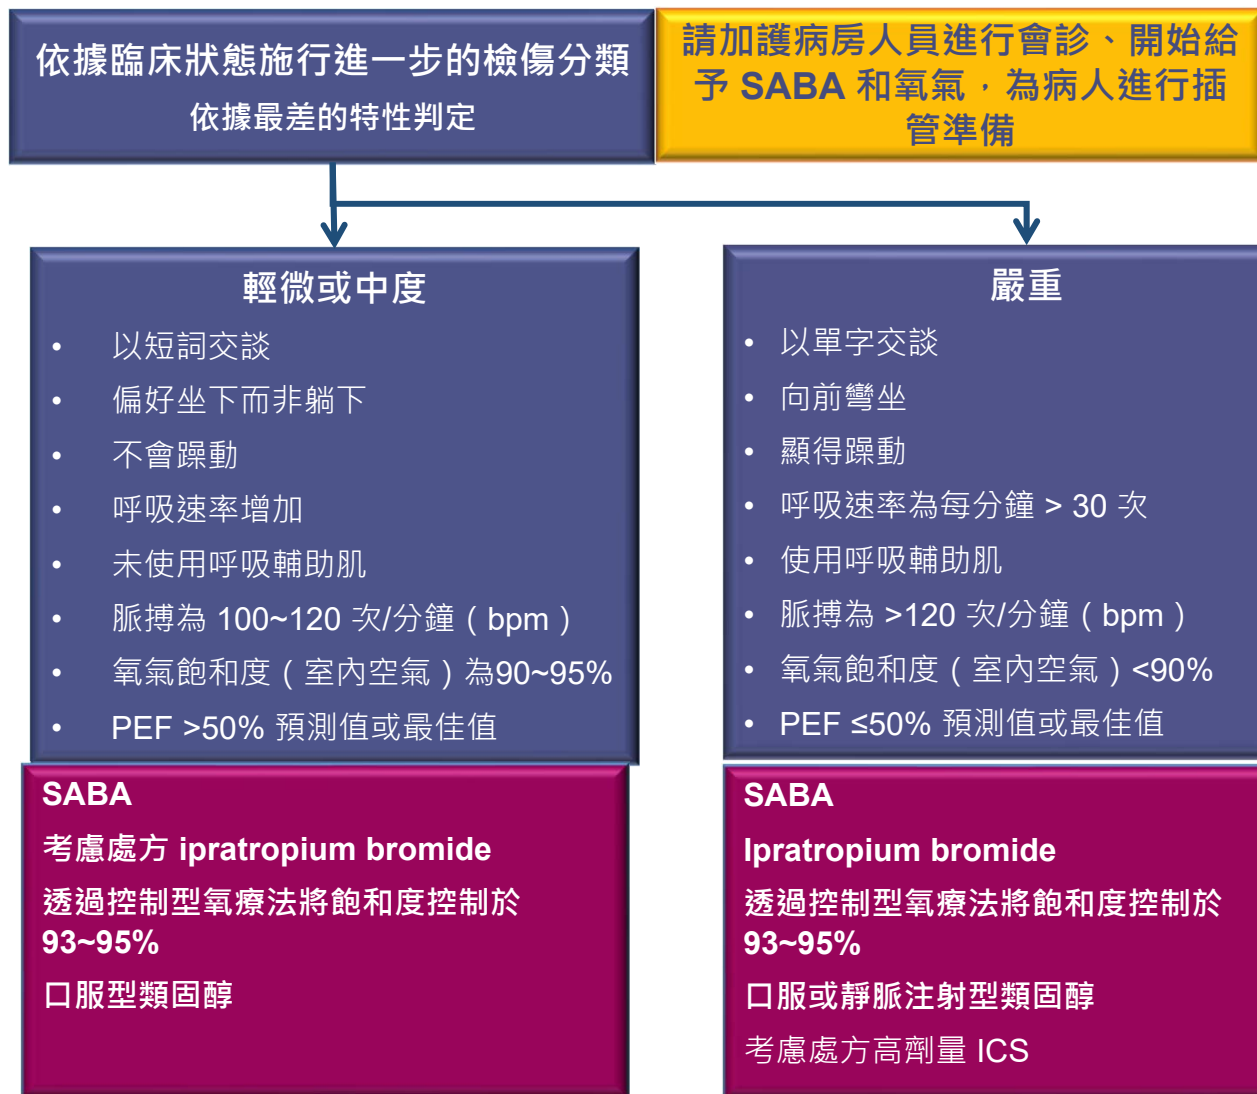 依據臨床狀態施行進一步的檢傷分類
依據最差的特性判定
請加護病房人員進行會診、開始給
予 SABA 和氧氣，為病人進行插
管準備
輕微或中度
• 以短詞交談
• 偏好坐下而非躺下
• 不會躁動
• 呼吸速率增加
• 未使用呼吸輔助肌
• 脈搏為 100~120 次/分鐘（bpm）
• 氧氣飽和度（室內空氣）為90~95%
• PEF >50% 預測值或最佳值
SABA
考慮處方 ipratropium bromide
透過控制型氧療法將飽和度控制於
93~95%
口服型類固醇
嚴重
• 以單字交談
• 向前彎坐
• 顯得躁動
• 呼吸速率為每分鐘 > 30 次
• 使用呼吸輔助肌
• 脈搏為 >120 次/分鐘（bpm）
• 氧氣飽和度（室內空氣）<90%
• PEF ≤50% 預測值或最佳值
SABA
Ipratropium bromide
透過控制型氧療法將飽和度控制於
93~95%
口服或靜脈注射型類固醇
考慮處方高劑量 ICS